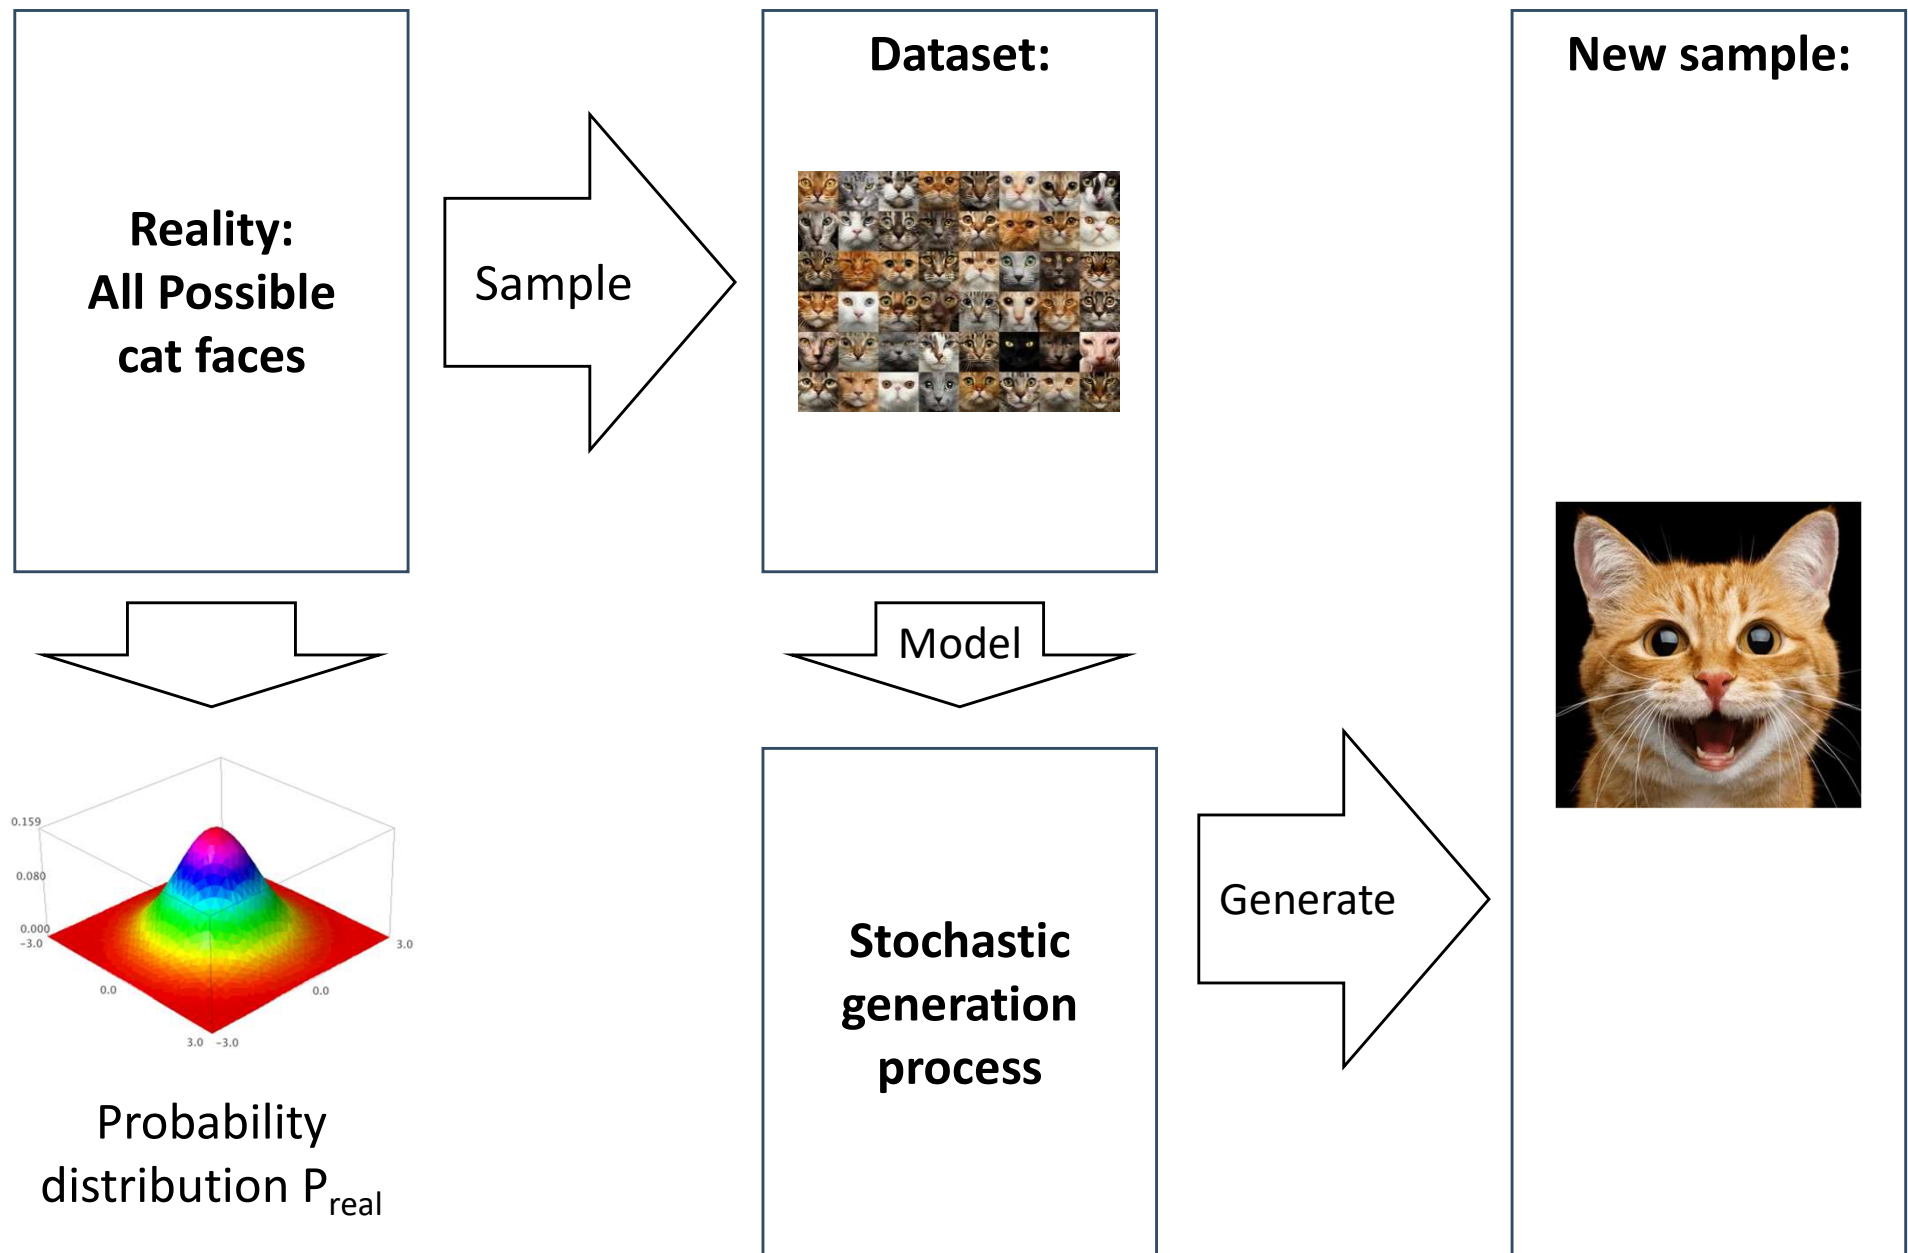 Reality:
All Possible
cat faces
Sample
Dataset:
New sample:
Model
0.159
0.080
0.000
-3.0
0.0
3.0
-3.0
0.0
3.0
Probability
distribution P_real
Stochastic
generation
process
Generate